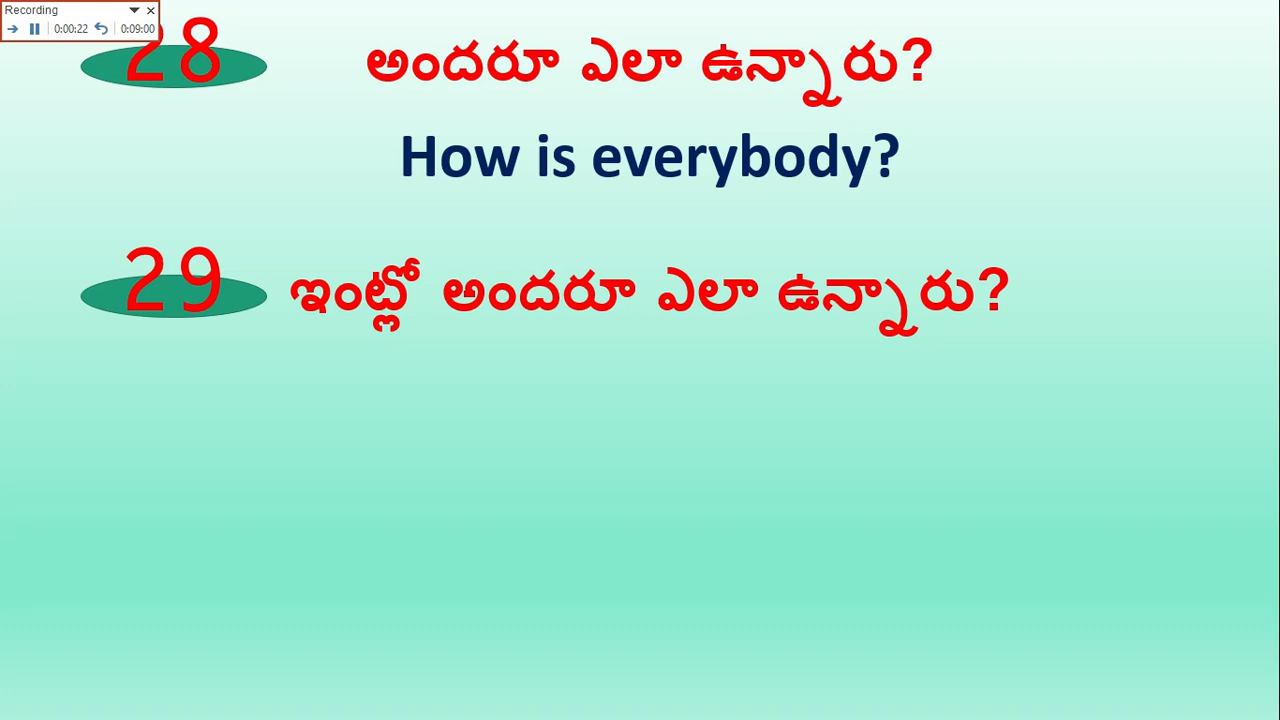 Recording
0:00:22 0:09:00
28 అందరూ ఎలా ఉన్నారు?
How is everybody?
29 ఇంట్లో అందరూ ఎలా ఉన్నారు?